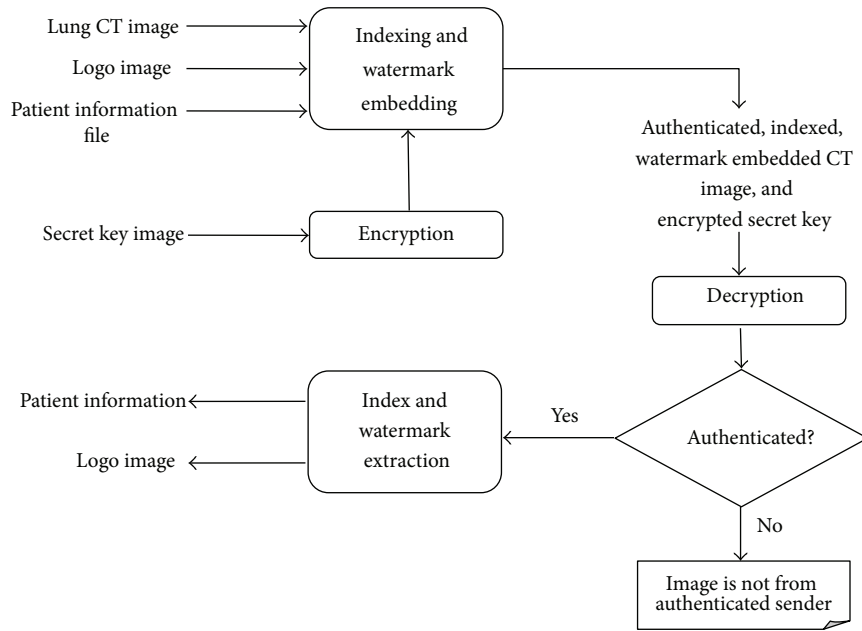 Lung CT image
Logo image
Patient information
file
Indexing and
watermark
embedding
Secret key image
Encryption
Authenticated, indexed,
watermark embedded CT
image, and
encrypted secret key
Decryption
Authenticated?
Yes
Index and
watermark
extraction
Patient information
Logo image
No
Image is not from
authenticated sender